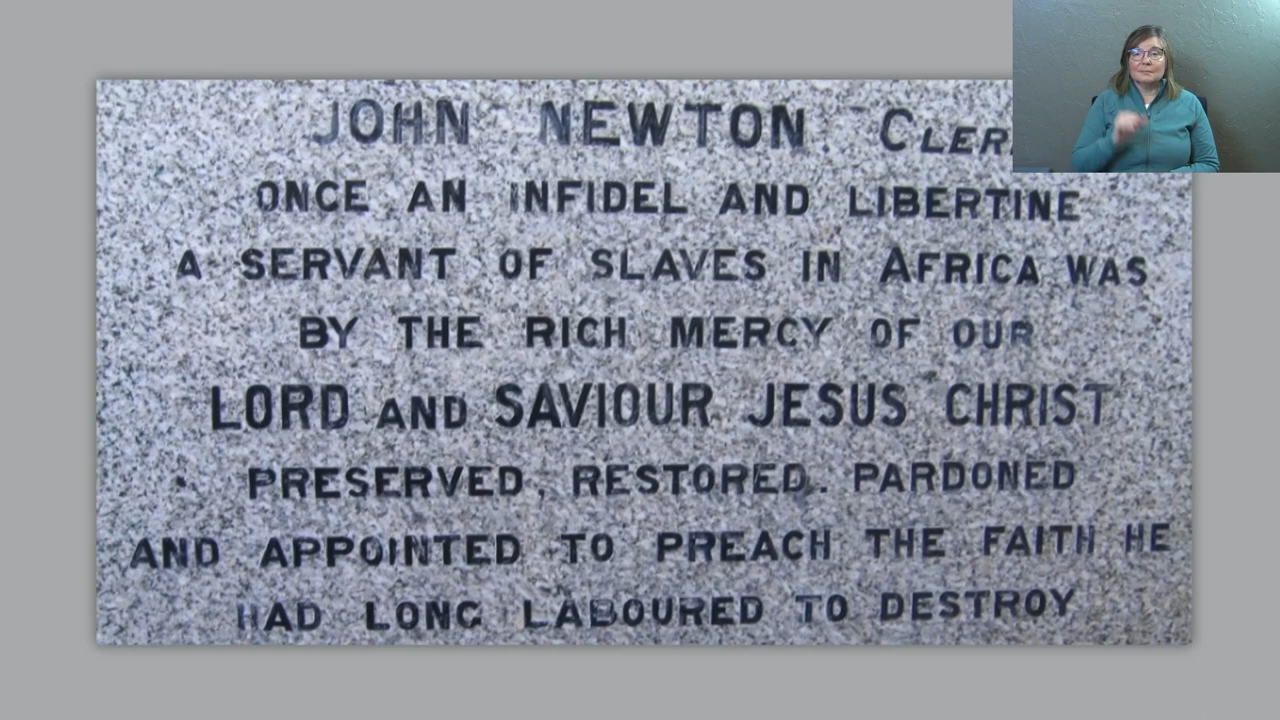 JOHN NEWTON. CLER
ONCE AN INFIDEL AND LIBERTINE
A SERVANT OF SLAVES IN AFRICA WAS
BY THE RICH MERCY OF OUR
LORD AND SAVIOUR JESUS CHRIST
PRESERVED, RESTORED. PARDONED
AND APPOINTED TO PREACH THE FAITH HE
HAD LONG LABOURED TO DESTROY